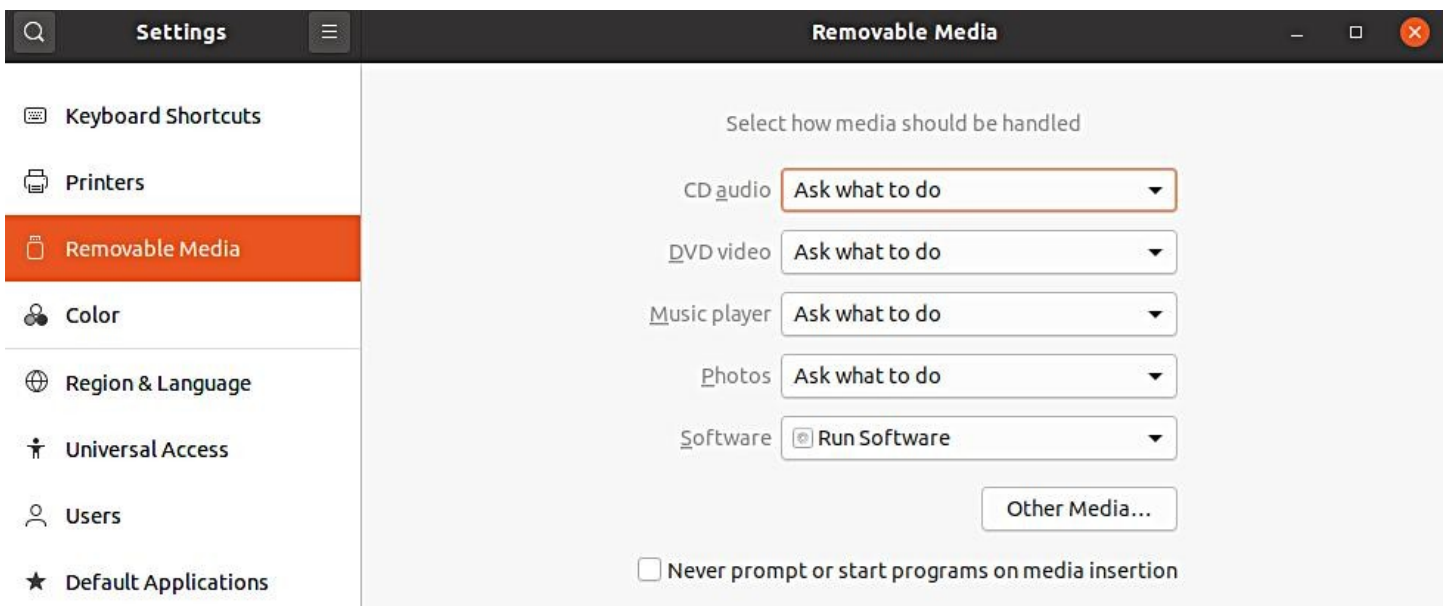 Settings
Removable Media
Keyboard Shortcuts
Printers
Removable Media
Color
Region & Language
Universal Access
Users
Default Applications
Select how media should be handled
CD audio Ask what to do
DVD video Ask what to do
Music player Ask what to do
Photos Ask what to do
Software Run Software
Other Media...
Never prompt or start programs on media insertion